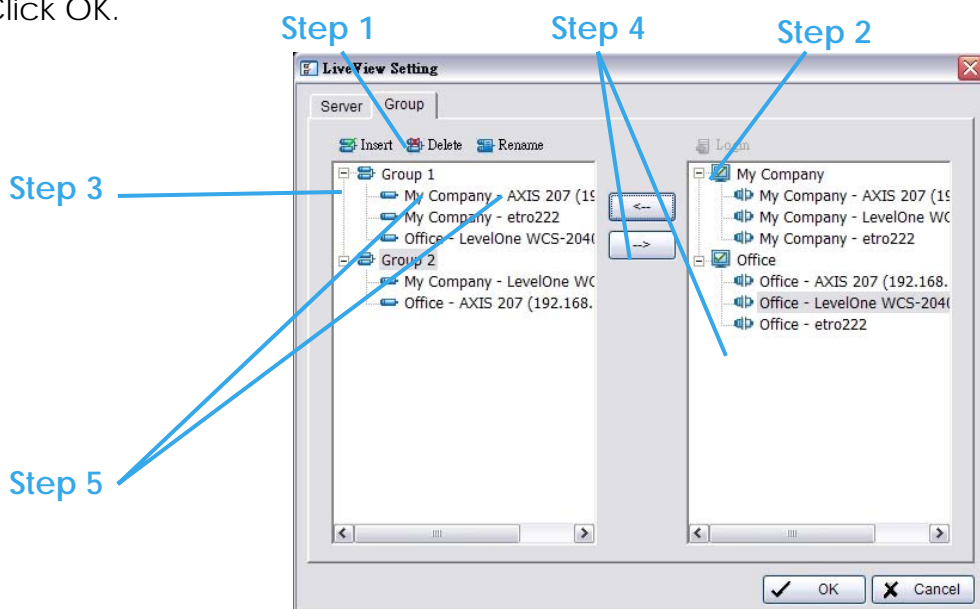 Click OK.
Step 1
Step 4
Step 2
LiveView Setting
Server Group
Insert Delete Rename
Login
Step 3
Group 1
My Company - AXIS 207 (19
My Company - etro222
Office - LevelOne WCS-204
Group 2
My Company - LevelOne WC
Office - AXIS 207 (192.168.
<--
-->
My Company
My Company - AXIS 207 (19
My Company - LevelOne WC
My Company - etro222
Office
Office - AXIS 207 (192.168.
Office - LevelOne WCS-204
Office - etro222
Step 5
OK Cancel